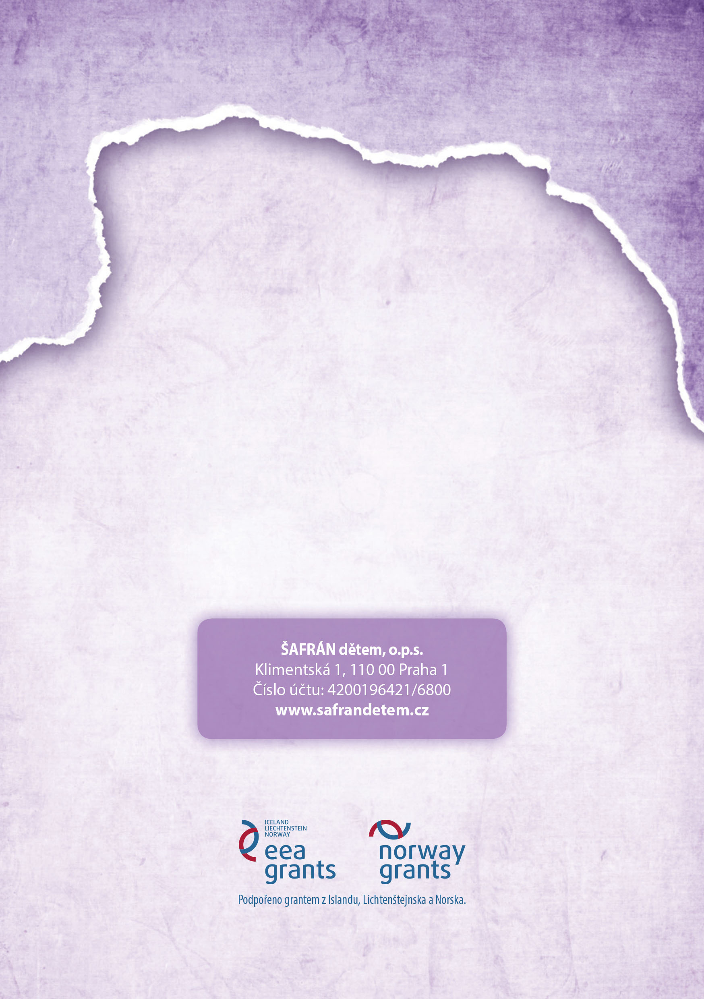 ŠAFRÁN dětem, o.p.s.
Klimentská 1, 110 00 Praha 1
Číslo účtu: 4200196421/6800
www.safrandetem.cz
ICELAND
LIECHTENSTEIN
NORWAY
eea
grants
norway
grants
Podpořeno grantem z Islandu, Lichtenštejnska a Norska.